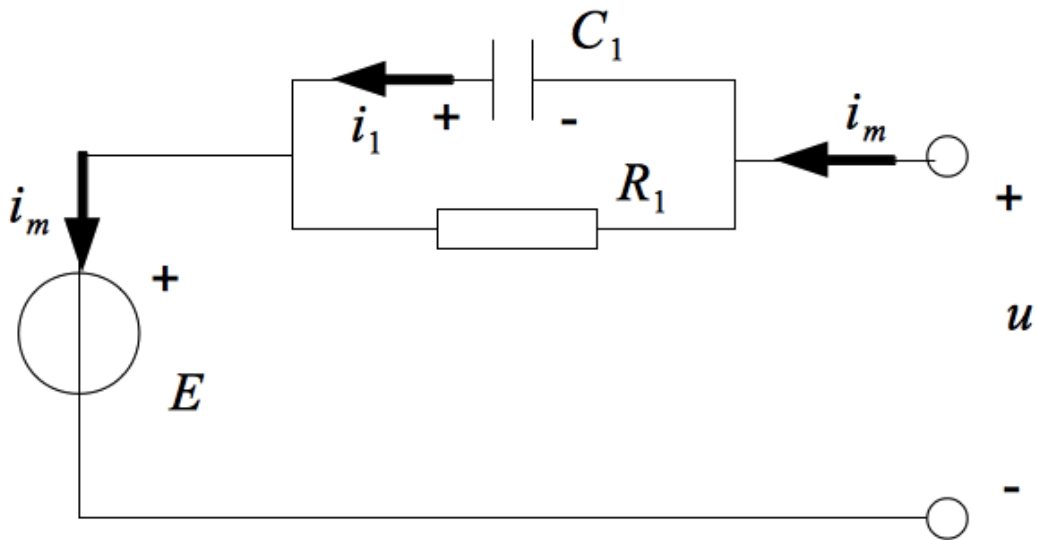 C₁
i₁ + -
iₘ
R₁
iₘ
+
+
u
E
-